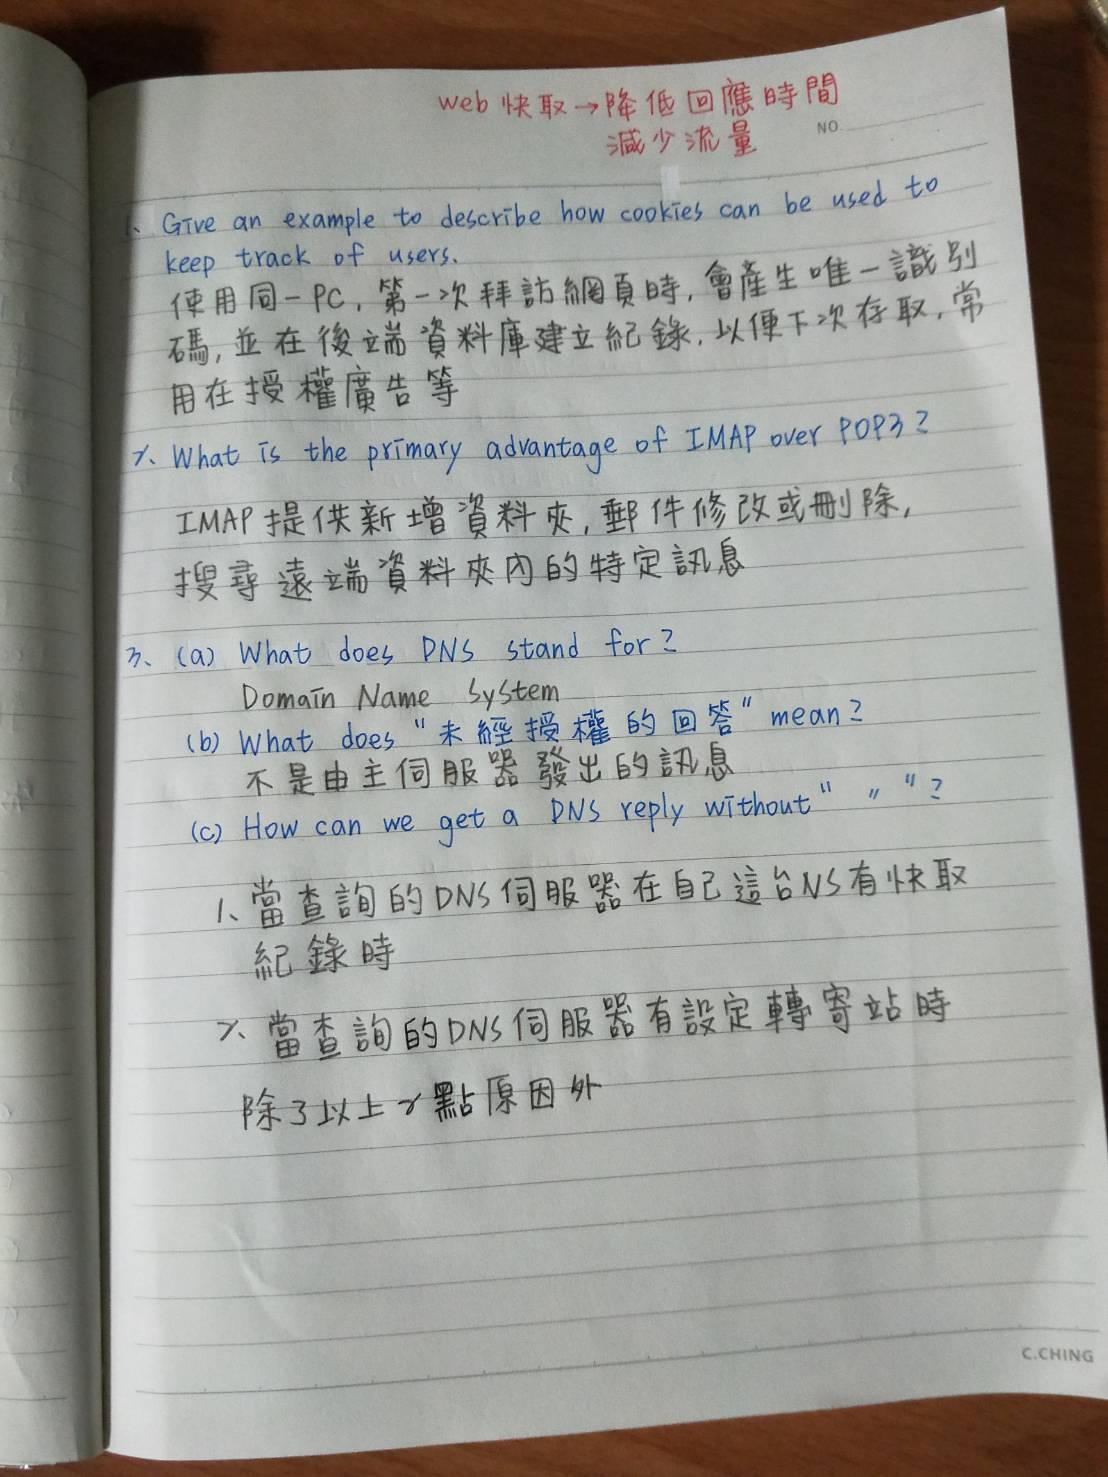 web 快取→降低回應時間
減少流量
NO.
1、Give an example to describe how cookies can be used to
keep track of users.
使用同一PC,第一次拜訪網頁時,會產生唯一識別
碼,並在後端資料庫建立紀錄,以便下次存取,常
用在授權廣告等
2、What is the primary advantage of IMAP over POP3?
IMAP提供新增資料夾,郵件修改或刪除,
搜尋遠端資料夾內的特定訊息
3、(a) What does DNS stand for?
Domain Name System
(b) What does "未經授權的回答" mean?
不是由主伺服器發出的訊息
(c) How can we get a DNS reply without " 〃 "?
1、當查詢的DNS伺服器在自己這台NS有快取
紀錄時
2、當查詢的DNS伺服器有設定轉寄站時
除了以上2點原因外
C.CHING